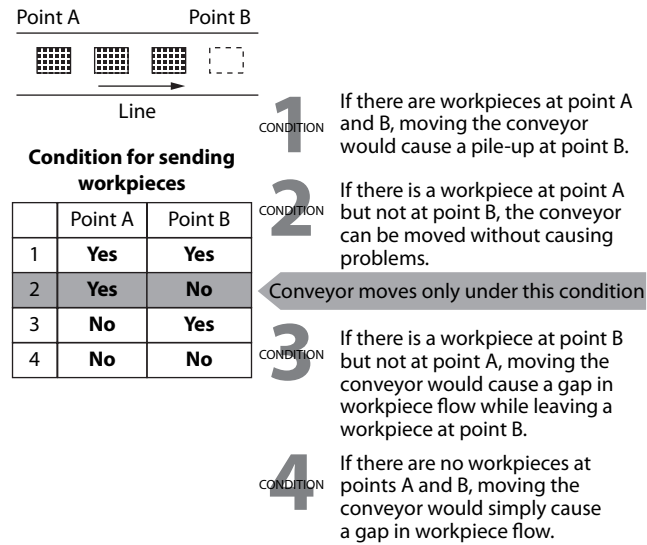 Point A Point B
Line
Condition for sending
workpieces
Point A Point B
1 Yes Yes
2 Yes No
3 No Yes
4 No No
CONDITION 1
If there are workpieces at point A
and B, moving the conveyor
would cause a pile-up at point B.
CONDITION 2
If there is a workpiece at point A
but not at point B, the conveyor
can be moved without causing
problems.
Conveyor moves only under this condition
CONDITION 3
If there is a workpiece at point B
but not at point A, moving the
conveyor would cause a gap in
workpiece flow while leaving a
workpiece at point B.
CONDITION 4
If there are no workpieces at
points A and B, moving the
conveyor would simply cause
a gap in workpiece flow.